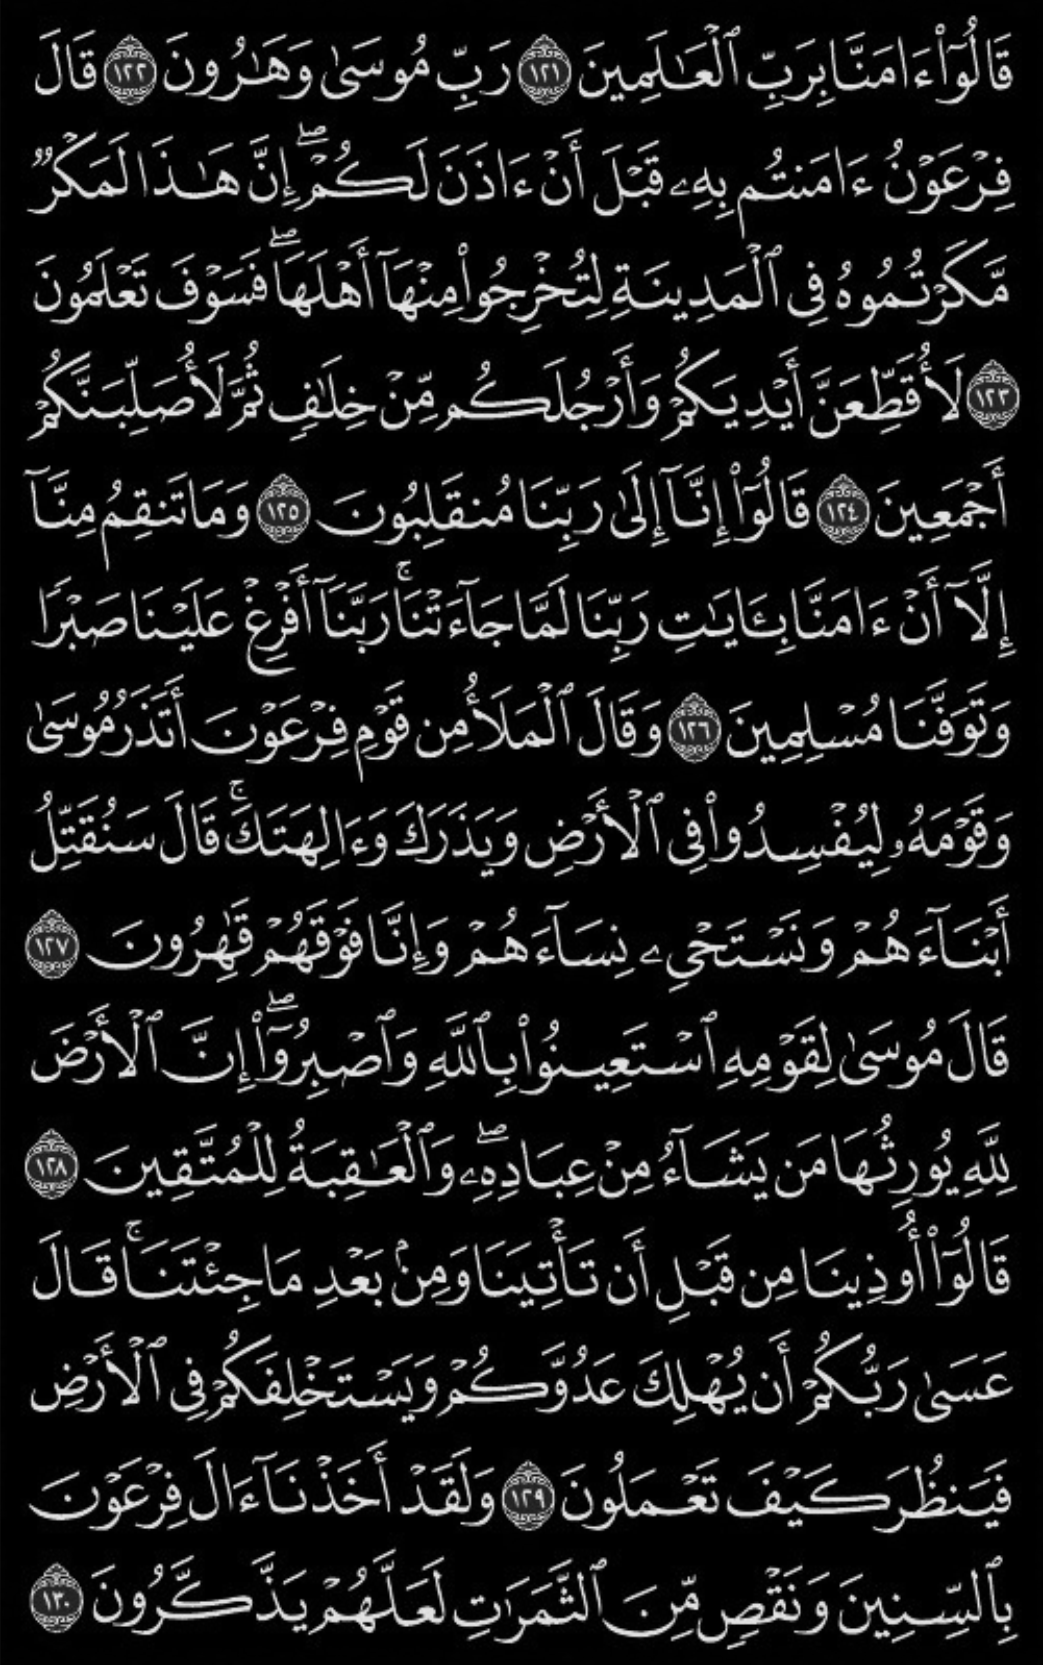 قَالُوٓا۟ ءَامَنَّا بِرَبِّ ٱلْعَـٰلَمِينَ ١٢١ رَبِّ مُوسَىٰ وَهَـٰرُونَ ١٢٢ قَالَ
فِرْعَوْنُ ءَامَنتُم بِهِۦ قَبْلَ أَنْ ءَاذَنَ لَكُمْ ۖ إِنَّ هَـٰذَا لَمَكْرٌ
مَّكَرْتُمُوهُ فِى ٱلْمَدِينَةِ لِتُخْرِجُوا۟ مِنْهَآ أَهْلَهَا ۖ فَسَوْفَ تَعْلَمُونَ
١٢٣ لَأُقَطِّعَنَّ أَيْدِيَكُمْ وَأَرْجُلَكُم مِّنْ خِلَـٰفٍ ثُمَّ لَأُصَلِّبَنَّكُمْ
أَجْمَعِينَ ١٢٤ قَالُوٓا۟ إِنَّآ إِلَىٰ رَبِّنَا مُنقَلِبُونَ ١٢٥ وَمَا تَنقِمُ مِنَّآ
إِلَّآ أَنْ ءَامَنَّا بِـَٔايَـٰتِ رَبِّنَا لَمَّا جَآءَتْنَا ۚ رَبَّنَآ أَفْرِغْ عَلَيْنَا صَبْرًا
وَتَوَفَّنَا مُسْلِمِينَ ١٢٦ وَقَالَ ٱلْمَلَأُ مِن قَوْمِ فِرْعَوْنَ أَتَذَرُ مُوسَىٰ
وَقَوْمَهُۥ لِيُفْسِدُوا۟ فِى ٱلْأَرْضِ وَيَذَرَكَ وَءَالِهَتَكَ ۚ قَالَ سَنُقَتِّلُ
أَبْنَآءَهُمْ وَنَسْتَحْىِۦ نِسَآءَهُمْ وَإِنَّا فَوْقَهُمْ قَـٰهِرُونَ ١٢٧
قَالَ مُوسَىٰ لِقَوْمِهِ ٱسْتَعِينُوا۟ بِٱللَّهِ وَٱصْبِرُوٓا۟ ۖ إِنَّ ٱلْأَرْضَ
لِلَّهِ يُورِثُهَا مَن يَشَآءُ مِنْ عِبَادِهِۦ ۖ وَٱلْعَـٰقِبَةُ لِلْمُتَّقِينَ ١٢٨
قَالُوٓا۟ أُوذِينَا مِن قَبْلِ أَن تَأْتِيَنَا وَمِنۢ بَعْدِ مَا جِئْتَنَا ۚ قَالَ
عَسَىٰ رَبُّكُمْ أَن يُهْلِكَ عَدُوَّكُمْ وَيَسْتَخْلِفَكُمْ فِى ٱلْأَرْضِ
فَيَنظُرَ كَيْفَ تَعْمَلُونَ ١٢٩ وَلَقَدْ أَخَذْنَآ ءَالَ فِرْعَوْنَ
بِٱلسِّنِينَ وَنَقْصٍ مِّنَ ٱلثَّمَرَٰتِ لَعَلَّهُمْ يَذَّكَّرُونَ ١٣٠